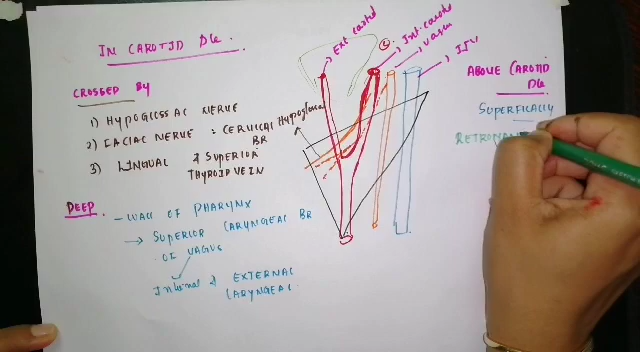 IN CAROTID Dle.
CROSSED By
1) HYPOGLOSSAL NERVE
2) FACIAL NERVE : CERVICAL BR
3) LINGUAL & SUPERIOR
THYROID VEIN
DEEP
- WALL OF PHARYNX
→ SUPERIOR LARYNGEAL BR
OF VAGUS
Internal & EXTERNAL
LARYNGEAL
Ext carotid
Int. carotid
Vagus
IJV
Hypoglossal
ABOVE CAROTID
Dle
SUPERFICALLY